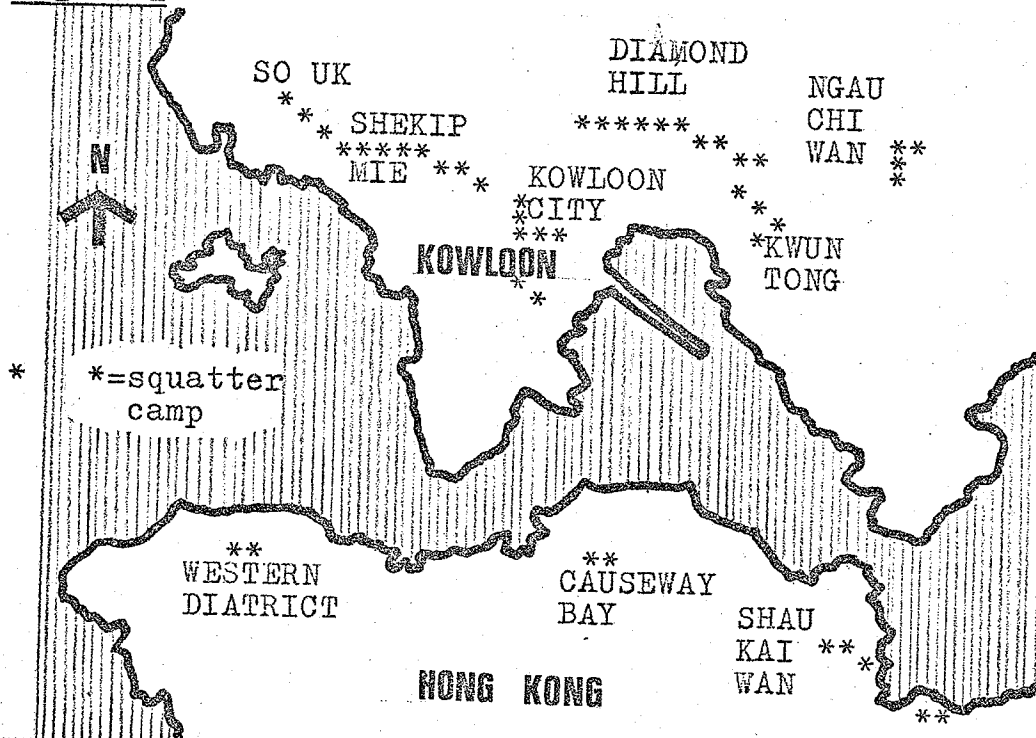 SO UK
*
*
*
SHEKIP
*****
MIE
**
*
DIAMOND
HILL
******
**
**
*
*
*
*
NGAU
CHI
WAN
**
*
*
KOWLOON
CITY
*
*
***
KOWLOON
*
*
KWUN
TONG
N
*
*=squatter
camp
**
WESTERN
DIATRICT
**
CAUSEWAY
BAY
SHAU
KAI
WAN
**
*
**
HONG KONG